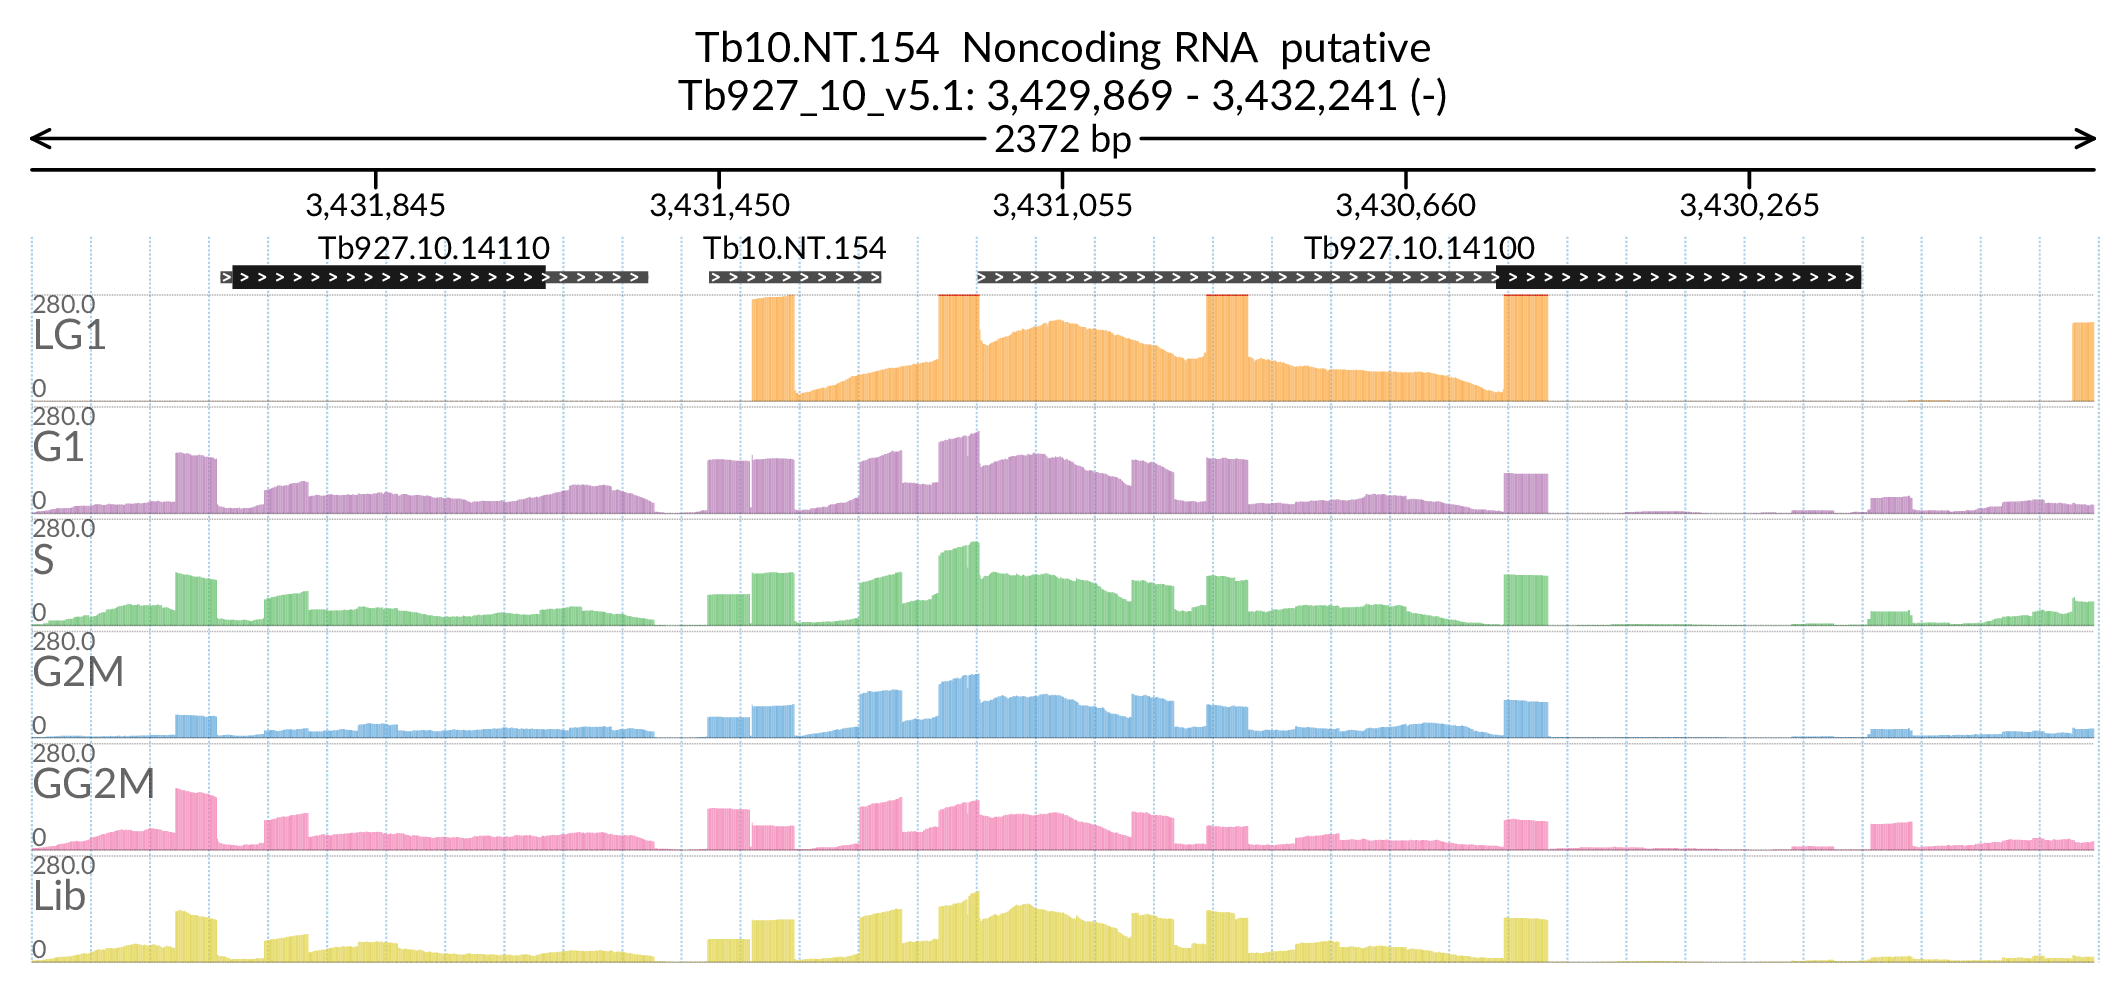 Tb10.NT.154 Noncoding RNA putative
Tb927_10_v5.1: 3,429,869 - 3,432,241 (-)
2372 bp
3,431,845 3,431,450 3,431,055 3,430,660 3,430,265
Tb927.10.14110 Tb10.NT.154 Tb927.10.14100
280.0
LG1
0
280.0
G1
0
280.0
S
0
280.0
G2M
0
280.0
GG2M
0
280.0
Lib
0